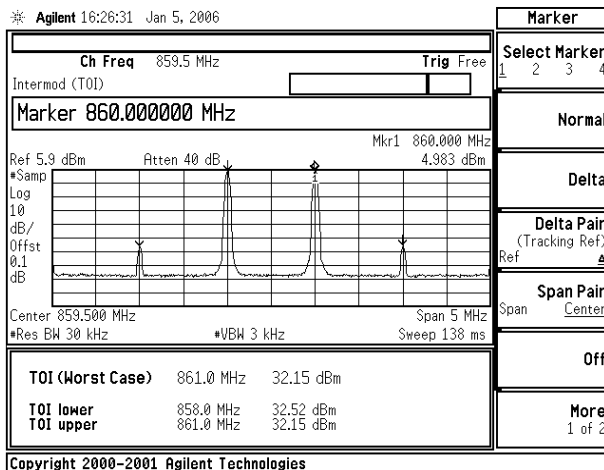 Agilent 16:26:31 Jan 5, 2006
Marker
Ch Freq 859.5 MHz Trig Free
Intermod (TOI)
Marker 860.000000 MHz
Mkr1 860.000 MHz
Ref 5.9 dBm Atten 40 dB 4.983 dBm
#Samp
Log
10
dB/
Offst
0.1
dB
1
Center 859.500 MHz Span 5 MHz
#Res BW 30 kHz #VBW 3 kHz Sweep 138 ms
TOI (Worst Case) 861.0 MHz 32.15 dBm
TOI lower 858.0 MHz 32.52 dBm
TOI upper 861.0 MHz 32.15 dBm
Select Marker
1 2 3 4
Normal
Delta
Delta Pair
(Tracking Ref)
Ref Δ
Span Pair
Span Center
Off
More
1 of 2
Copyright 2000-2001 Agilent Technologies